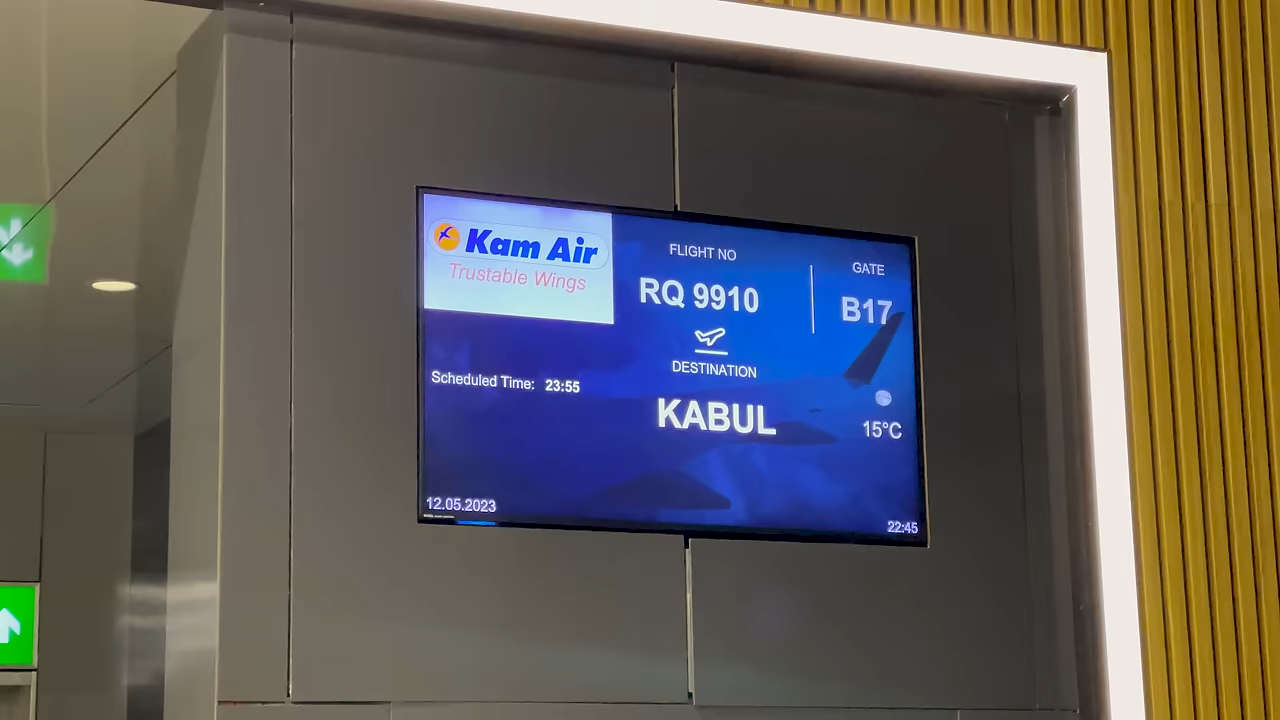 Kam Air
Trustable Wings
FLIGHT NO
RQ 9910
GATE
B17
DESTINATION
KABUL
Scheduled Time: 23:55
15°C
12.05.2023
22:45